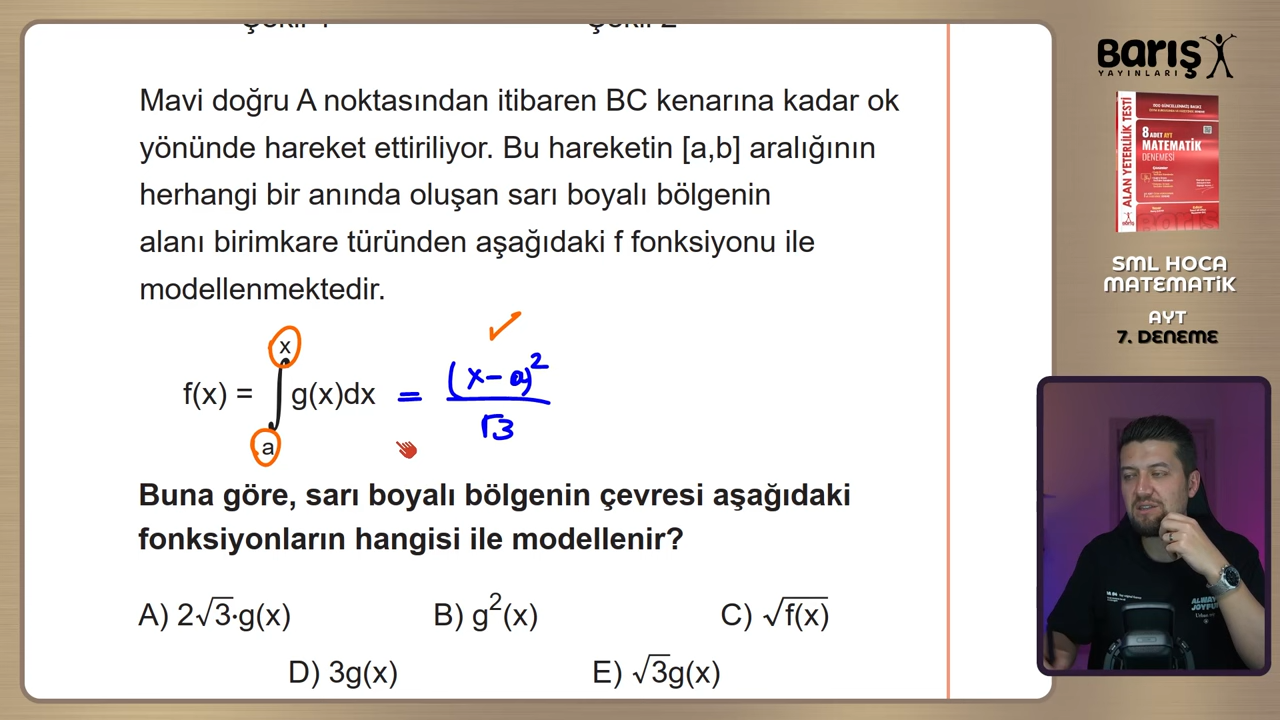 Mavi doğru A noktasından itibaren BC kenarına kadar ok
yönünde hareket ettiriliyor. Bu hareketin [a,b] aralığının
herhangi bir anında oluşan sarı boyalı bölgenin
alanı birimkare türünden aşağıdaki f fonksiyonu ile
modellenmektedir.
f(x) = ∫ₐˣ g(x)dx = (x-a)²/√3
Buna göre, sarı boyalı bölgenin çevresi aşağıdaki
fonksiyonların hangisi ile modellenir?
A) 2√3·g(x) B) g²(x) C) √f(x)
D) 3g(x) E) √3g(x)
BARIŞ
YAYINLARI
ALAN YETERLİLİK TESTİ
8 ADET AYT
MATEMATİK
DENEMESİ
SML HOCA
MATEMATİK
AYT
7. DENEME